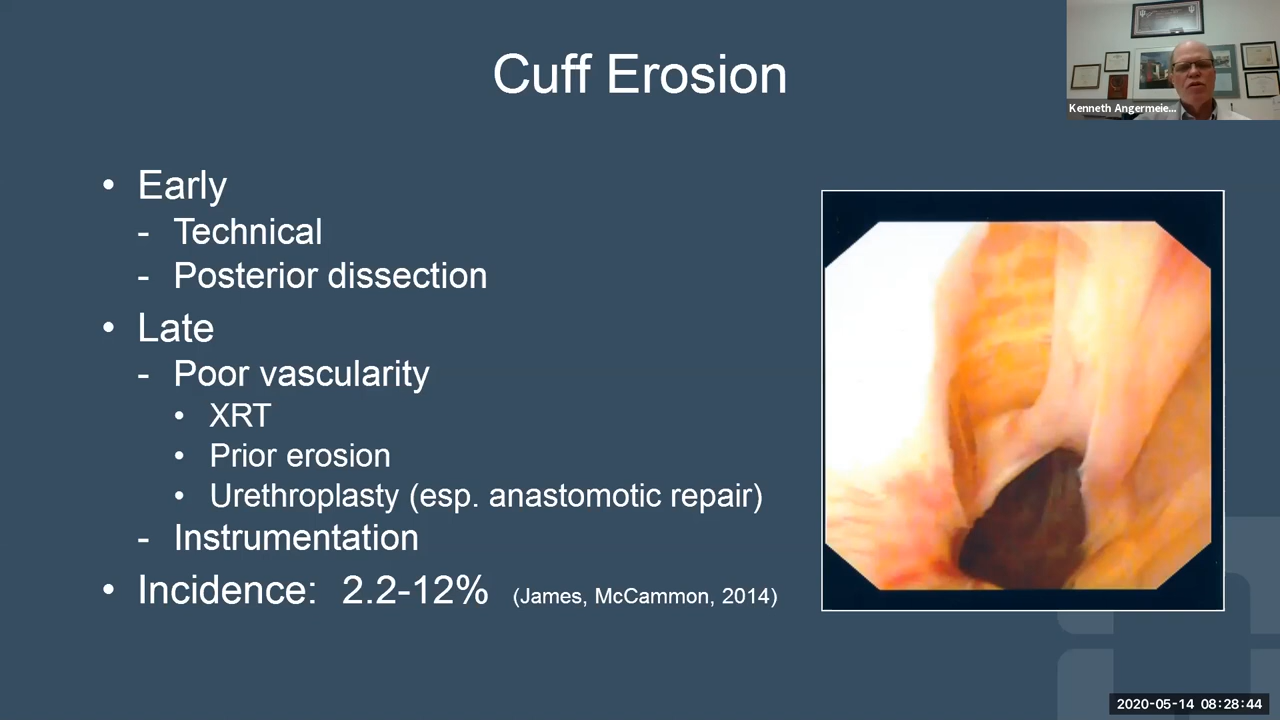 Cuff Erosion
Kenneth Angermeie...
• Early
- Technical
- Posterior dissection
• Late
- Poor vascularity
• XRT
• Prior erosion
• Urethroplasty (esp. anastomotic repair)
- Instrumentation
• Incidence: 2.2-12% (James, McCammon, 2014)
2020-05-14 08:28:44